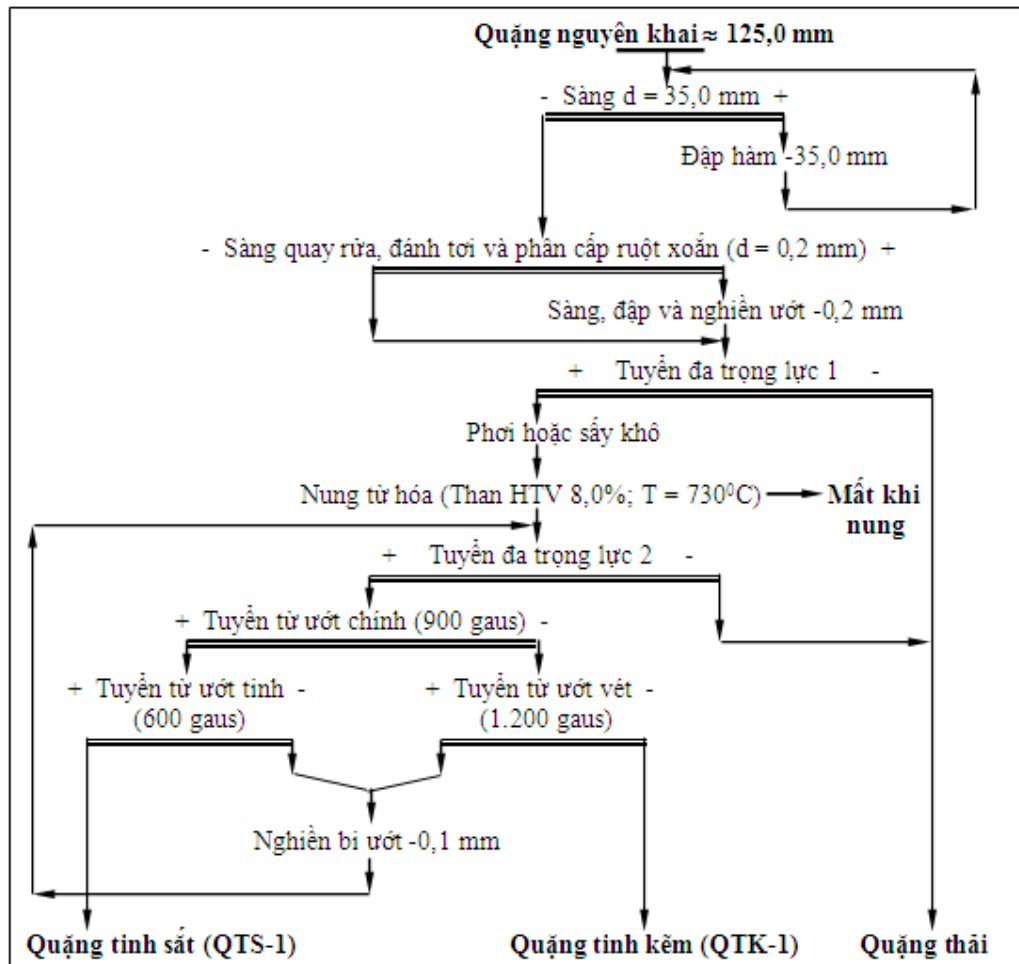 Quặng nguyên khai ≈ 125,0 mm
- Sàng d = 35,0 mm +
Đập hàm -35,0 mm
- Sàng quay rửa, đánh tơi và phân cấp ruột xoắn (d = 0,2 mm) +
Sàng, đập và nghiền ướt -0,2 mm
+ Tuyển đa trọng lực 1 -
Phơi hoặc sấy khô
Nung từ hóa (Than HTV 8,0%; T = 730⁰C)
Mất khi
nung
+ Tuyển đa trọng lực 2 -
+ Tuyển từ ướt chính (900 gaus) -
+ Tuyển từ ướt tinh -
(600 gaus)
+ Tuyển từ ướt vét -
(1.200 gaus)
Nghiền bi ướt -0,1 mm
Quặng tinh sắt (QTS-1)
Quặng tinh kẽm (QTK-1)
Quặng thải